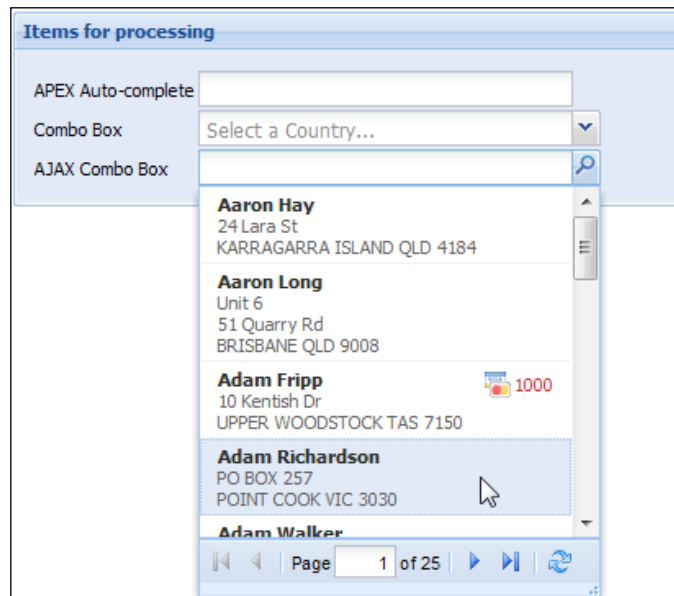 Items for processing
APEX Auto-complete
Combo Box Select a Country...
AJAX Combo Box
Aaron Hay
24 Lara St
KARRAGARRA ISLAND QLD 4184
Aaron Long
Unit 6
51 Quarry Rd
BRISBANE QLD 9008
Adam Fripp 1000
10 Kentish Dr
UPPER WOODSTOCK TAS 7150
Adam Richardson
PO BOX 257
POINT COOK VIC 3030
Adam Walker
Page 1 of 25